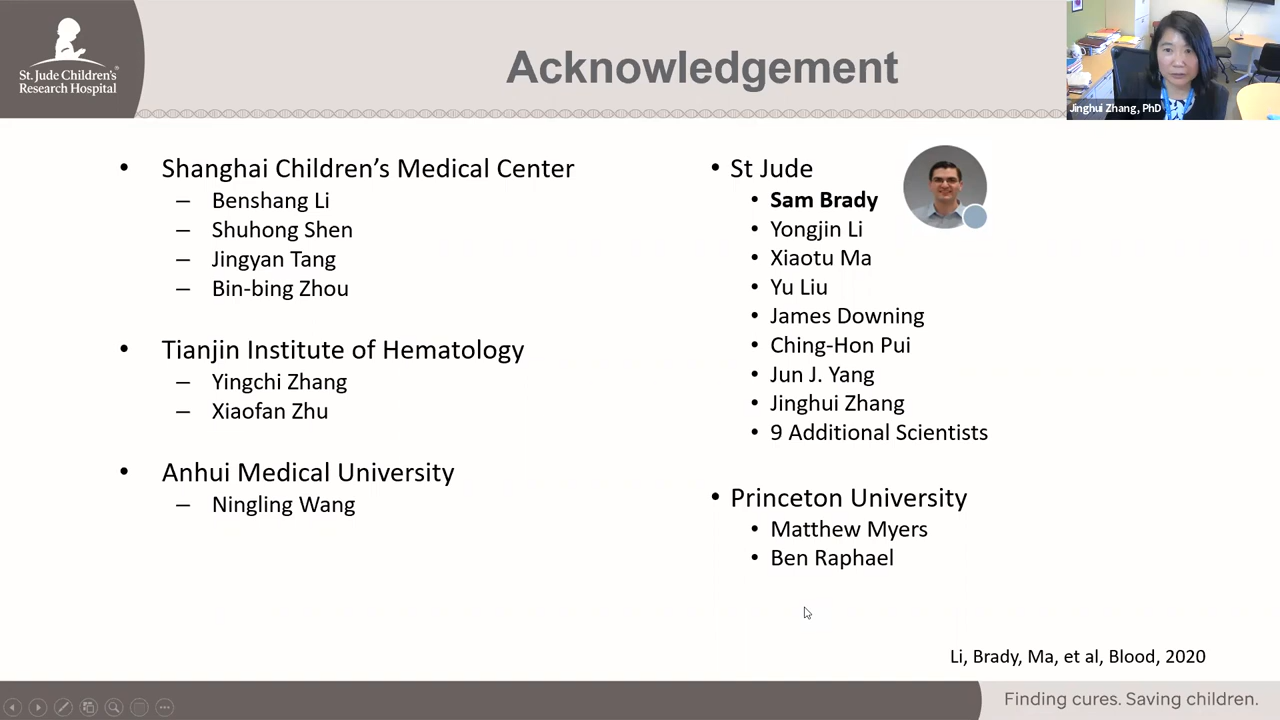 St. Jude Children's
Research Hospital
Acknowledgement
Jinghui Zhang, PhD
• Shanghai Children’s Medical Center
– Benshang Li
– Shuhong Shen
– Jingyan Tang
– Bin-bing Zhou
• Tianjin Institute of Hematology
– Yingchi Zhang
– Xiaofan Zhu
• Anhui Medical University
– Ningling Wang
• St Jude
• Sam Brady
• Yongjin Li
• Xiaotu Ma
• Yu Liu
• James Downing
• Ching-Hon Pui
• Jun J. Yang
• Jinghui Zhang
• 9 Additional Scientists
• Princeton University
• Matthew Myers
• Ben Raphael
Li, Brady, Ma, et al, Blood, 2020
Finding cures. Saving children.